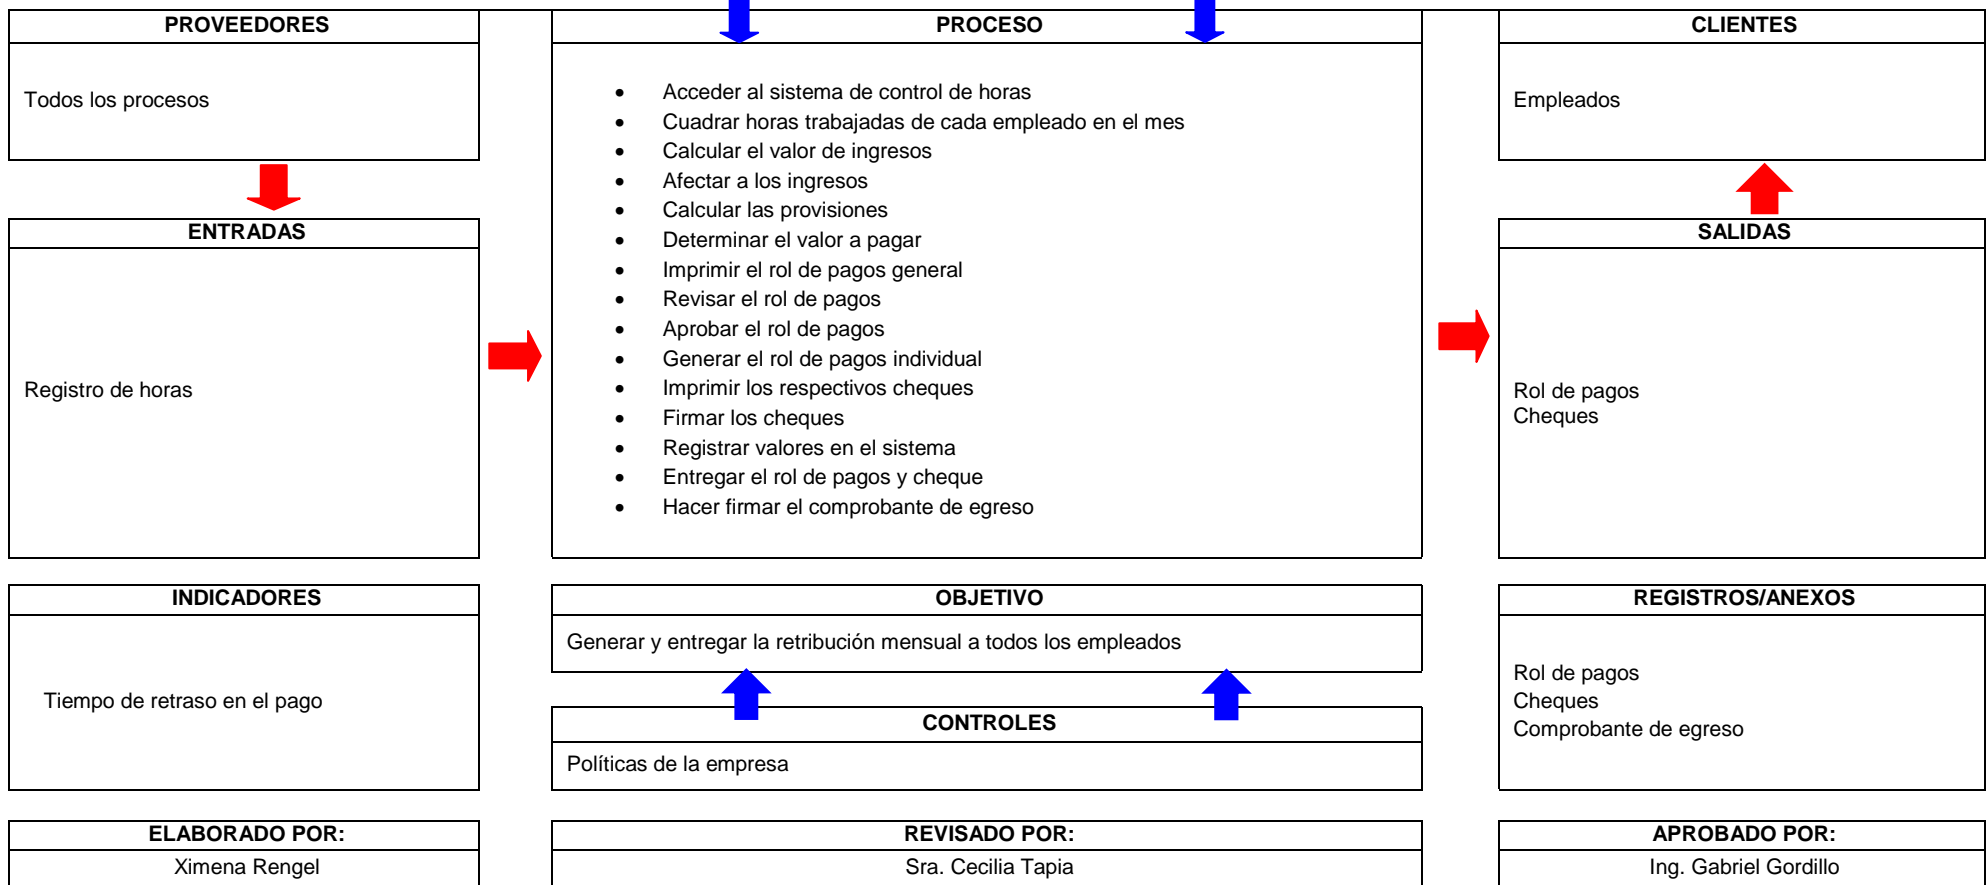 PROVEEDORES
Todos los procesos
ENTRADAS
Registro de horas
PROCESO
• Acceder al sistema de control de horas
• Cuadrar horas trabajadas de cada empleado en el mes
• Calcular el valor de ingresos
• Afectar a los ingresos
• Calcular las provisiones
• Determinar el valor a pagar
• Imprimir el rol de pagos general
• Revisar el rol de pagos
• Aprobar el rol de pagos
• Generar el rol de pagos individual
• Imprimir los respectivos cheques
• Firmar los cheques
• Registrar valores en el sistema
• Entregar el rol de pagos y cheque
• Hacer firmar el comprobante de egreso
CLIENTES
Empleados
SALIDAS
Rol de pagos
Cheques
INDICADORES
Tiempo de retraso en el pago
OBJETIVO
Generar y entregar la retribución mensual a todos los empleados
CONTROLES
Políticas de la empresa
REGISTROS/ANEXOS
Rol de pagos
Cheques
Comprobante de egreso
ELABORADO POR:
Ximena Rengel
REVISADO POR:
Sra. Cecilia Tapia
APROBADO POR:
Ing. Gabriel Gordillo